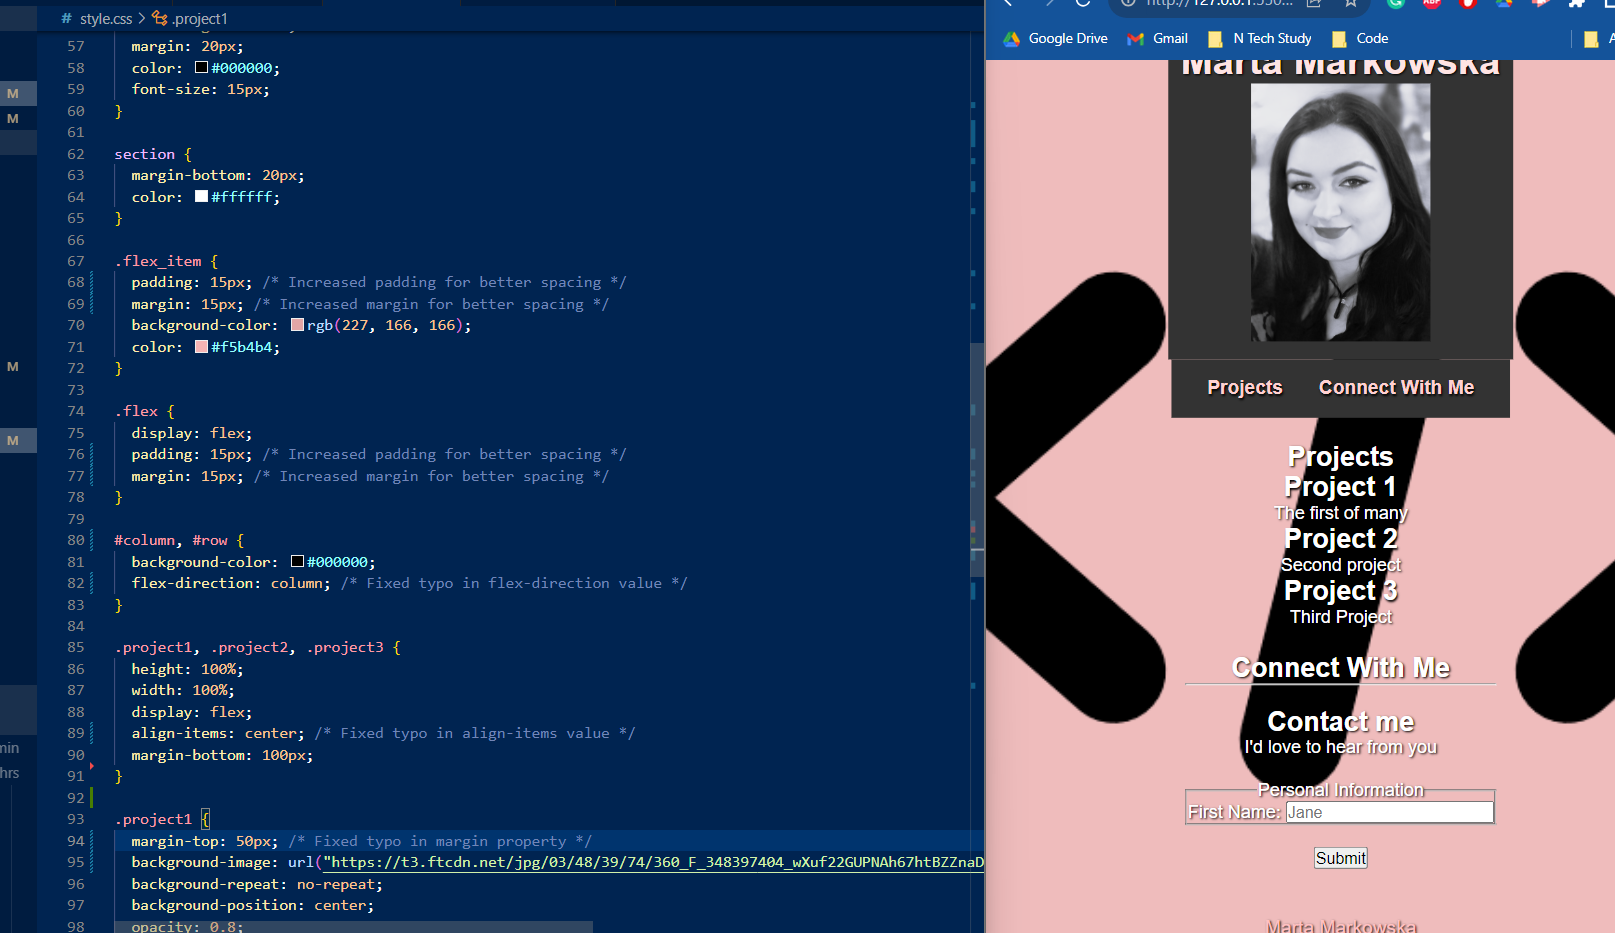 # style.css > .project1
57 margin: 20px;
58 color: #000000;
59 font-size: 15px;
60 }
61
62 section {
63 margin-bottom: 20px;
64 color: #ffffff;
65 }
66
67 .flex_item {
68 padding: 15px; /* Increased padding for better spacing */
69 margin: 15px; /* Increased margin for better spacing */
70 background-color: rgb(227, 166, 166);
71 color: #f5b4b4;
72 }
73
74 .flex {
75 display: flex;
76 padding: 15px; /* Increased padding for better spacing */
77 margin: 15px; /* Increased margin for better spacing */
78 }
79
80 #column, #row {
81 background-color: #000000;
82 flex-direction: column; /* Fixed typo in flex-direction value */
83 }
84
85 .project1, .project2, .project3 {
86 height: 100%;
87 width: 100%;
88 display: flex;
89 align-items: center; /* Fixed typo in align-items value */
90 margin-bottom: 100px;
91 }
92
93 .project1 {
94 margin-top: 50px; /* Fixed typo in margin property */
95 background-image: url("https://t3.ftcdn.net/jpg/03/48/39/74/360_F_348397404_wXuf22GUPNAh67htBZZnaD
96 background-repeat: no-repeat;
97 background-position: center;
98 opacity: 0.8;
M
M
M
M
min
hrs
http://127.0.0.1:550...
ABP
Google Drive
Gmail
N Tech Study
Code
A
Marta Markowska
Projects Connect With Me
Projects
Project 1
The first of many
Project 2
Second project
Project 3
Third Project
Connect With Me
Contact me
I'd love to hear from you
Personal Information
First Name: Jane
Submit
Marta Markowska